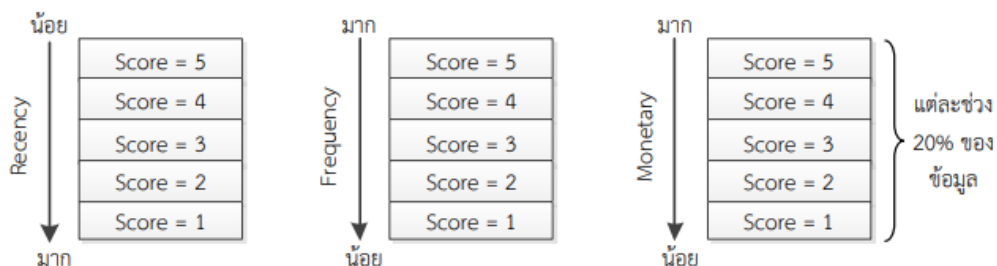 น้อย
Recency
Score = 5
Score = 4
Score = 3
Score = 2
Score = 1
มาก
มาก
Frequency
Score = 5
Score = 4
Score = 3
Score = 2
Score = 1
น้อย
มาก
Monetary
Score = 5
Score = 4
Score = 3
Score = 2
Score = 1
น้อย
แต่ละช่วง
20% ของ
ข้อมูล